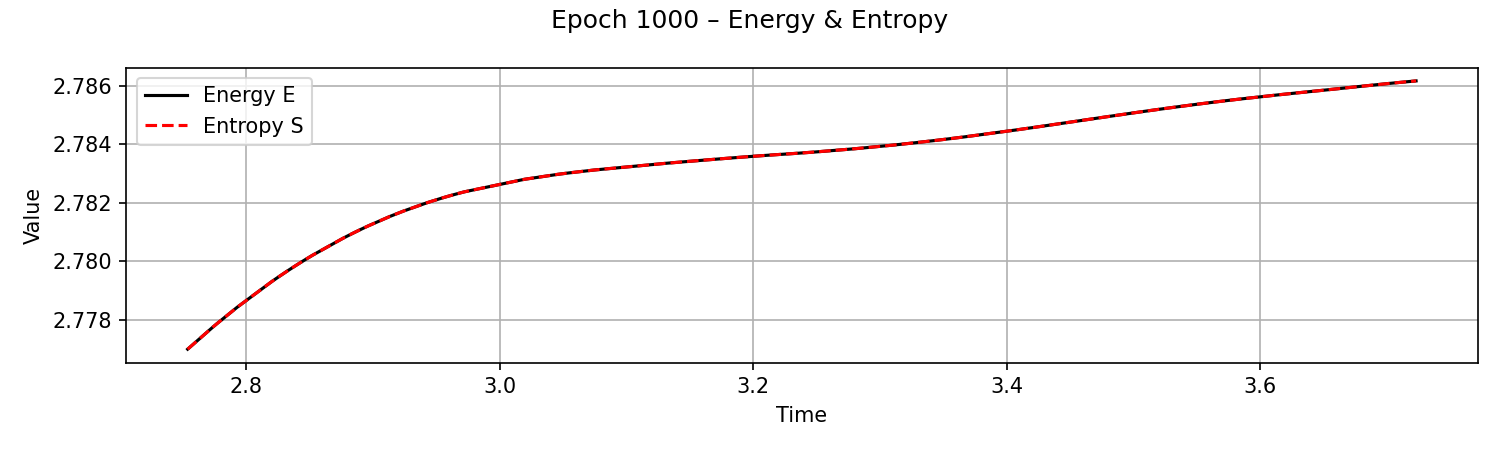 Epoch 1000 – Energy & Entropy
Energy E
Entropy S
Value
2.786
2.784
2.782
2.780
2.778
2.8 3.0 3.2 3.4 3.6
Time